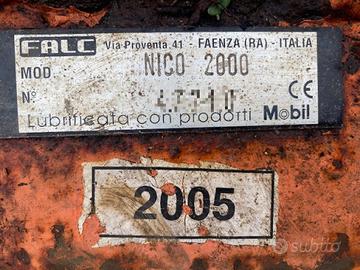 FALC Via Proventa, 41 - FAENZA (RA) - ITALIA
MOD. NICO 2000
N° CE
Lubrificata con prodotti Mobil
2005
subito